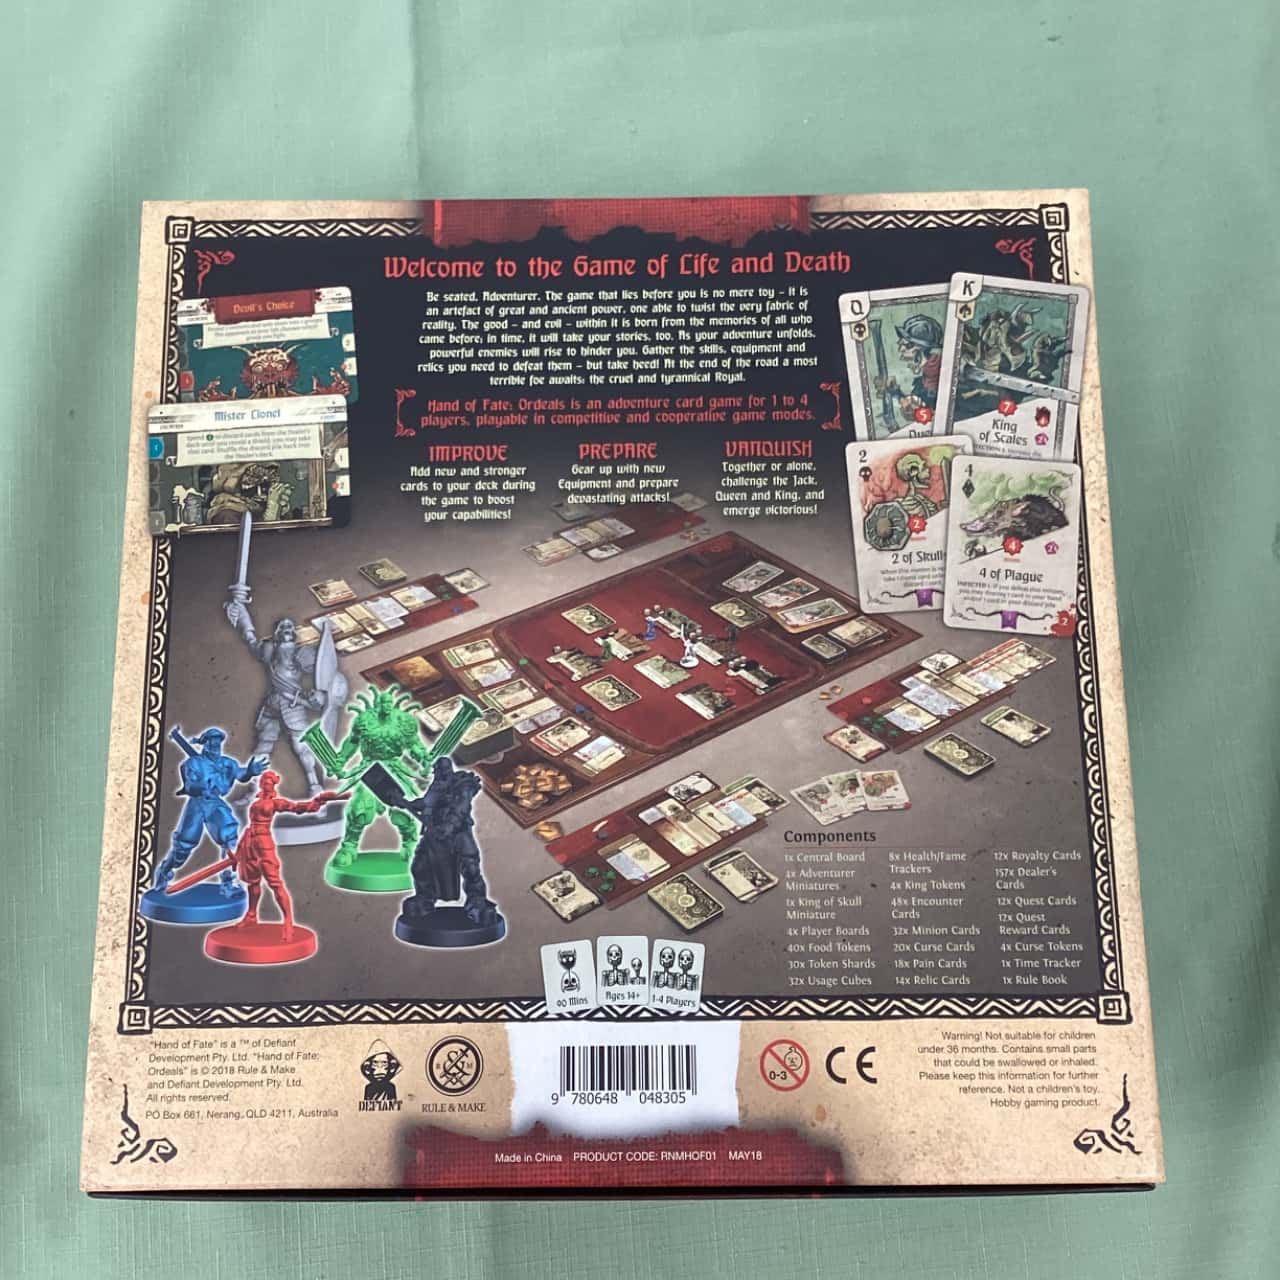 Welcome to the Game of Life and Death
Be seated, Adventurer. The game that lies before you is no mere toy - it is
an artefact of great and ancient power, one able to twist the very fabric of
reality. The good - and evil - within it is born from the memories of all who
came before; in time, it will take your stories, too. As your adventure unfolds,
powerful enemies will rise to hinder you. Gather the skills, equipment and
relics you need to defeat them - but take heed! At the end of the road a most
terrible foe awaits: the cruel and tyrannical Royal.
Hand of Fate: Ordeals is an adventure card game for 1 to 4
players, playable in competitive and cooperative game modes.
IMPROVE
Add new and stronger
cards to your deck during
the game to boost
your capabilities!
PREPARE
Gear up with new
Equipment and prepare
devastating attacks!
VANQUISH
Together or alone,
challenge the Jack,
Queen and King, and
emerge victorious!
Devil's Choice
Mister Lionel
Q
5
K
7
King
of Scales
2
2
2 of Skull
4
4
4 of Plague
2
Components
1x Central Board
4x Adventurer
Miniatures
1x King of Skull
Miniature
4x Player Boards
40x Food Tokens
30x Token Shards
32x Usage Cubes
8x Health/Fame
Trackers
4x King Tokens
48x Encounter
Cards
32x Minion Cards
20x Curse Cards
18x Pain Cards
14x Relic Cards
12x Royalty Cards
157x Dealer's
Cards
12x Quest Cards
12x Quest
Reward Cards
4x Curse Tokens
1x Time Tracker
1x Rule Book
90 Mins
Ages 14+
1-4 Players
"Hand of Fate" is a ™ of Defiant
Development Pty. Ltd. "Hand of Fate:
Ordeals" is © 2018 Rule & Make
and Defiant Development Pty. Ltd.
All rights reserved.
PO Box 661, Nerang, QLD 4211, Australia
DEFIANT
R & M
RULE & MAKE
9 780648 048305
0-3
CE
Warning! Not suitable for children
under 36 months. Contains small parts
that could be swallowed or inhaled.
Please keep this information for further
reference. Not a children's toy.
Hobby gaming product.
Made in China PRODUCT CODE: RNMHOF01 MAY18